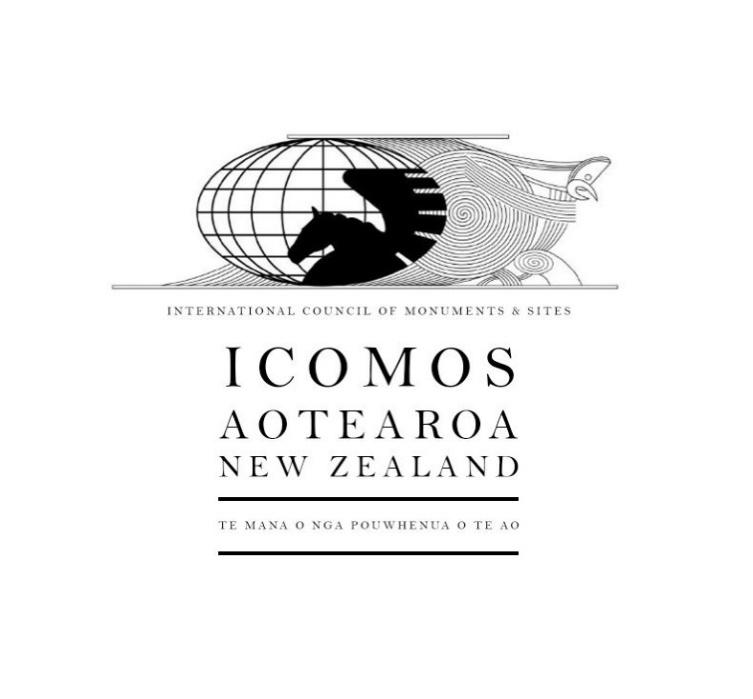 INTERNATIONAL COUNCIL OF MONUMENTS & SITES
ICOMOS
AOTEAROA
NEW ZEALAND
TE MANA O NGA POUWHENUA O TE AO